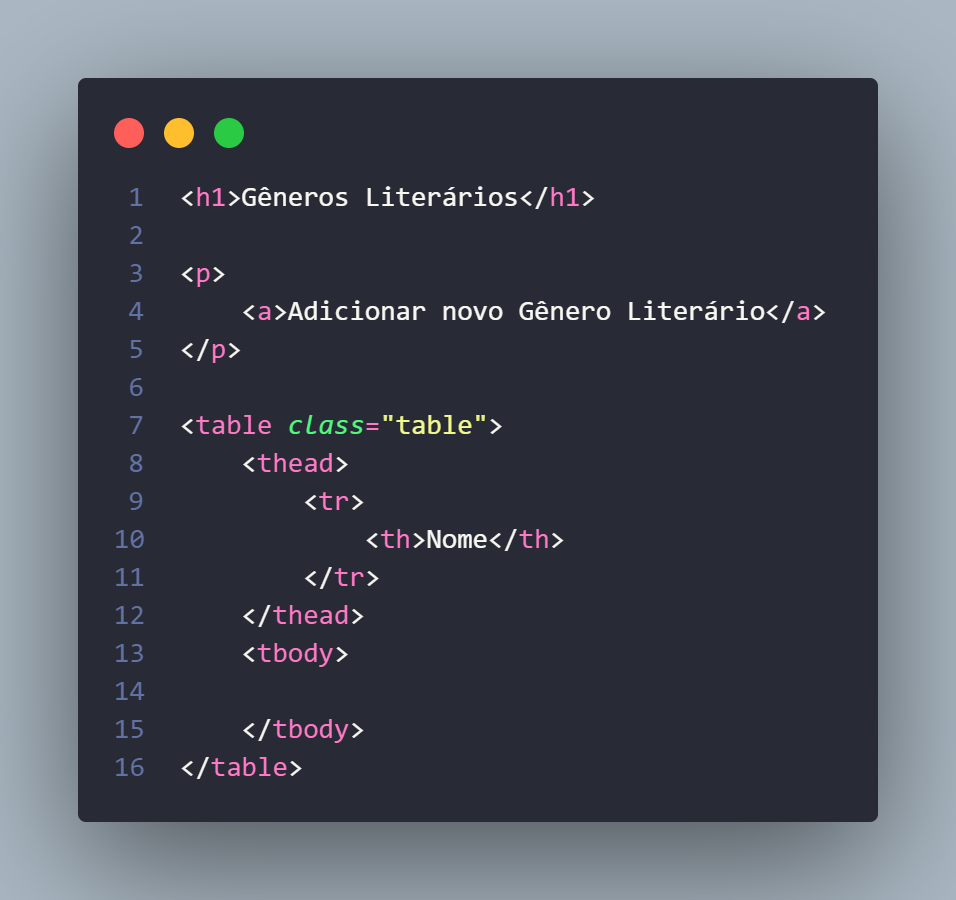 1 <h1>Gêneros Literários</h1>
2
3 <p>
4     <a>Adicionar novo Gênero Literário</a>
5 </p>
6
7 <table class="table">
8     <thead>
9         <tr>
10             <th>Nome</th>
11         </tr>
12     </thead>
13     <tbody>
14
15     </tbody>
16 </table>